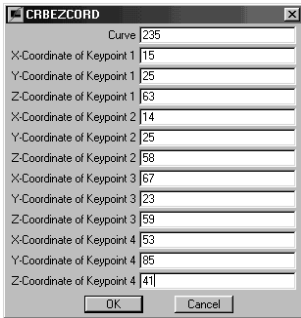 CRBEZCORD
Curve 235
X-Coordinate of Keypoint 1 15
Y-Coordinate of Keypoint 1 25
Z-Coordinate of Keypoint 1 63
X-Coordinate of Keypoint 2 14
Y-Coordinate of Keypoint 2 25
Z-Coordinate of Keypoint 2 58
X-Coordinate of Keypoint 3 67
Y-Coordinate of Keypoint 3 23
Z-Coordinate of Keypoint 3 59
X-Coordinate of Keypoint 4 53
Y-Coordinate of Keypoint 4 85
Z-Coordinate of Keypoint 4 41
OK Cancel